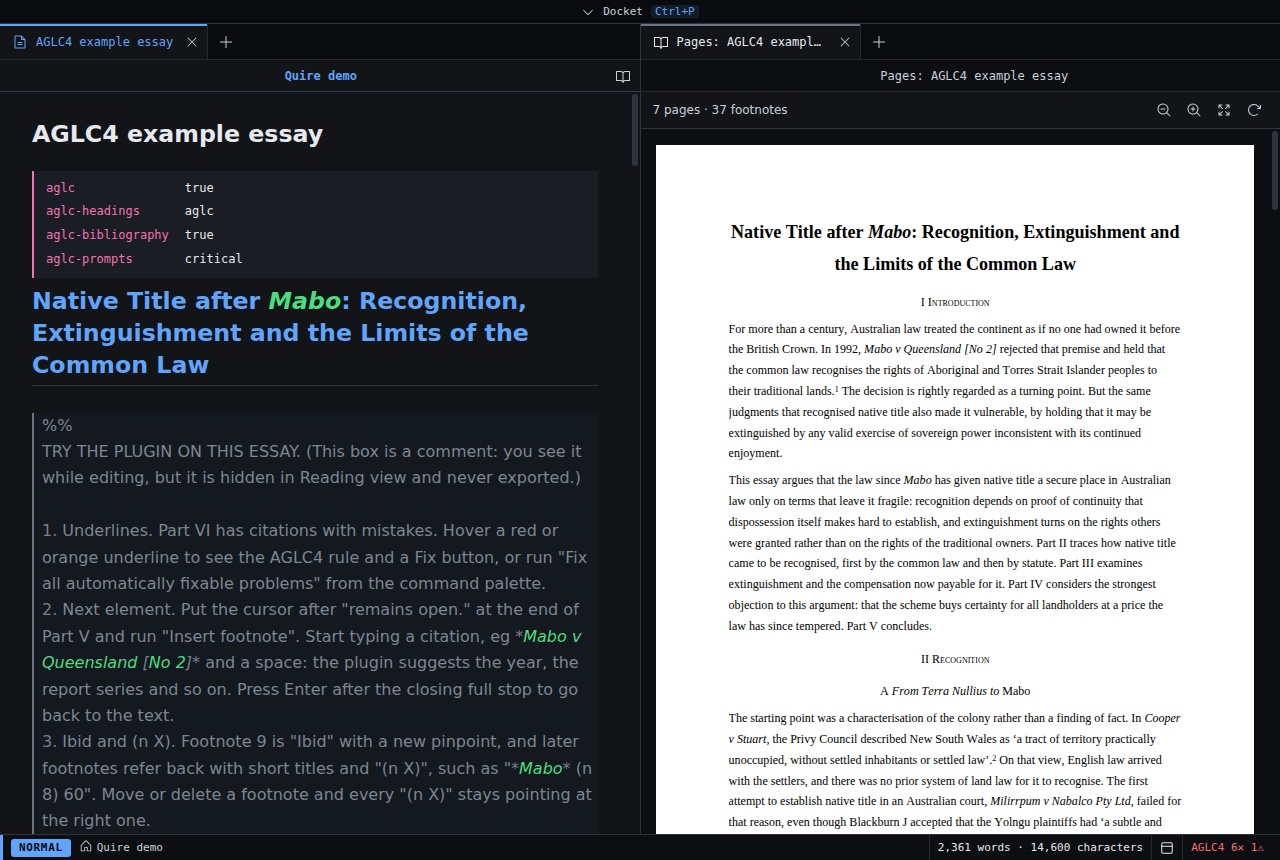 Docket Ctrl+P
AGLC4 example essay
Pages: AGLC4 exampl…
Quire demo
Pages: AGLC4 example essay
7 pages · 37 footnotes
AGLC4 example essay
aglc true
aglc-headings aglc
aglc-bibliography true
aglc-prompts critical
Native Title after Mabo: Recognition,
Extinguishment and the Limits of the
Common Law
%%
TRY THE PLUGIN ON THIS ESSAY. (This box is a comment: you see it
while editing, but it is hidden in Reading view and never exported.)
1. Underlines. Part VI has citations with mistakes. Hover a red or
orange underline to see the AGLC4 rule and a Fix button, or run "Fix
all automatically fixable problems" from the command palette.
2. Next element. Put the cursor after "remains open." at the end of
Part V and run "Insert footnote". Start typing a citation, eg *Mabo v
Queensland [No 2]* and a space: the plugin suggests the year, the
report series and so on. Press Enter after the closing full stop to go
back to the text.
3. Ibid and (n X). Footnote 9 is "Ibid" with a new pinpoint, and later
footnotes refer back with short titles and "(n X)", such as "*Mabo* (n
8) 60". Move or delete a footnote and every "(n X)" stays pointing at
the right one.
Native Title after Mabo: Recognition, Extinguishment and
the Limits of the Common Law
I Introduction
For more than a century, Australian law treated the continent as if no one had owned it before
the British Crown. In 1992, Mabo v Queensland [No 2] rejected that premise and held that
the common law recognises the rights of Aboriginal and Torres Strait Islander peoples to
their traditional lands.1 The decision is rightly regarded as a turning point. But the same
judgments that recognised native title also made it vulnerable, by holding that it may be
extinguished by any valid exercise of sovereign power inconsistent with its continued
enjoyment.
This essay argues that the law since Mabo has given native title a secure place in Australian
law only on terms that leave it fragile: recognition depends on proof of continuity that
dispossession itself makes hard to establish, and extinguishment turns on the rights others
were granted rather than on the rights of the traditional owners. Part II traces how native title
came to be recognised, first by the common law and then by statute. Part III examines
extinguishment and the compensation now payable for it. Part IV considers the strongest
objection to this argument: that the scheme buys certainty for all landholders at a price the
law has since tempered. Part V concludes.
II Recognition
A From Terra Nullius to Mabo
The starting point was a characterisation of the colony rather than a finding of fact. In Cooper
v Stuart, the Privy Council described New South Wales as ‘a tract of territory practically
unoccupied, without settled inhabitants or settled law’.2 On that view, English law arrived
with the settlers, and there was no prior system of land law for it to recognise. The first
attempt to establish native title in an Australian court, Milirrpum v Nabalco Pty Ltd, failed for
that reason, even though Blackburn J accepted that the Yolngu plaintiffs had ‘a subtle and
NORMAL Quire demo
2,361 words · 14,600 characters
AGLC4 6× 1⚠